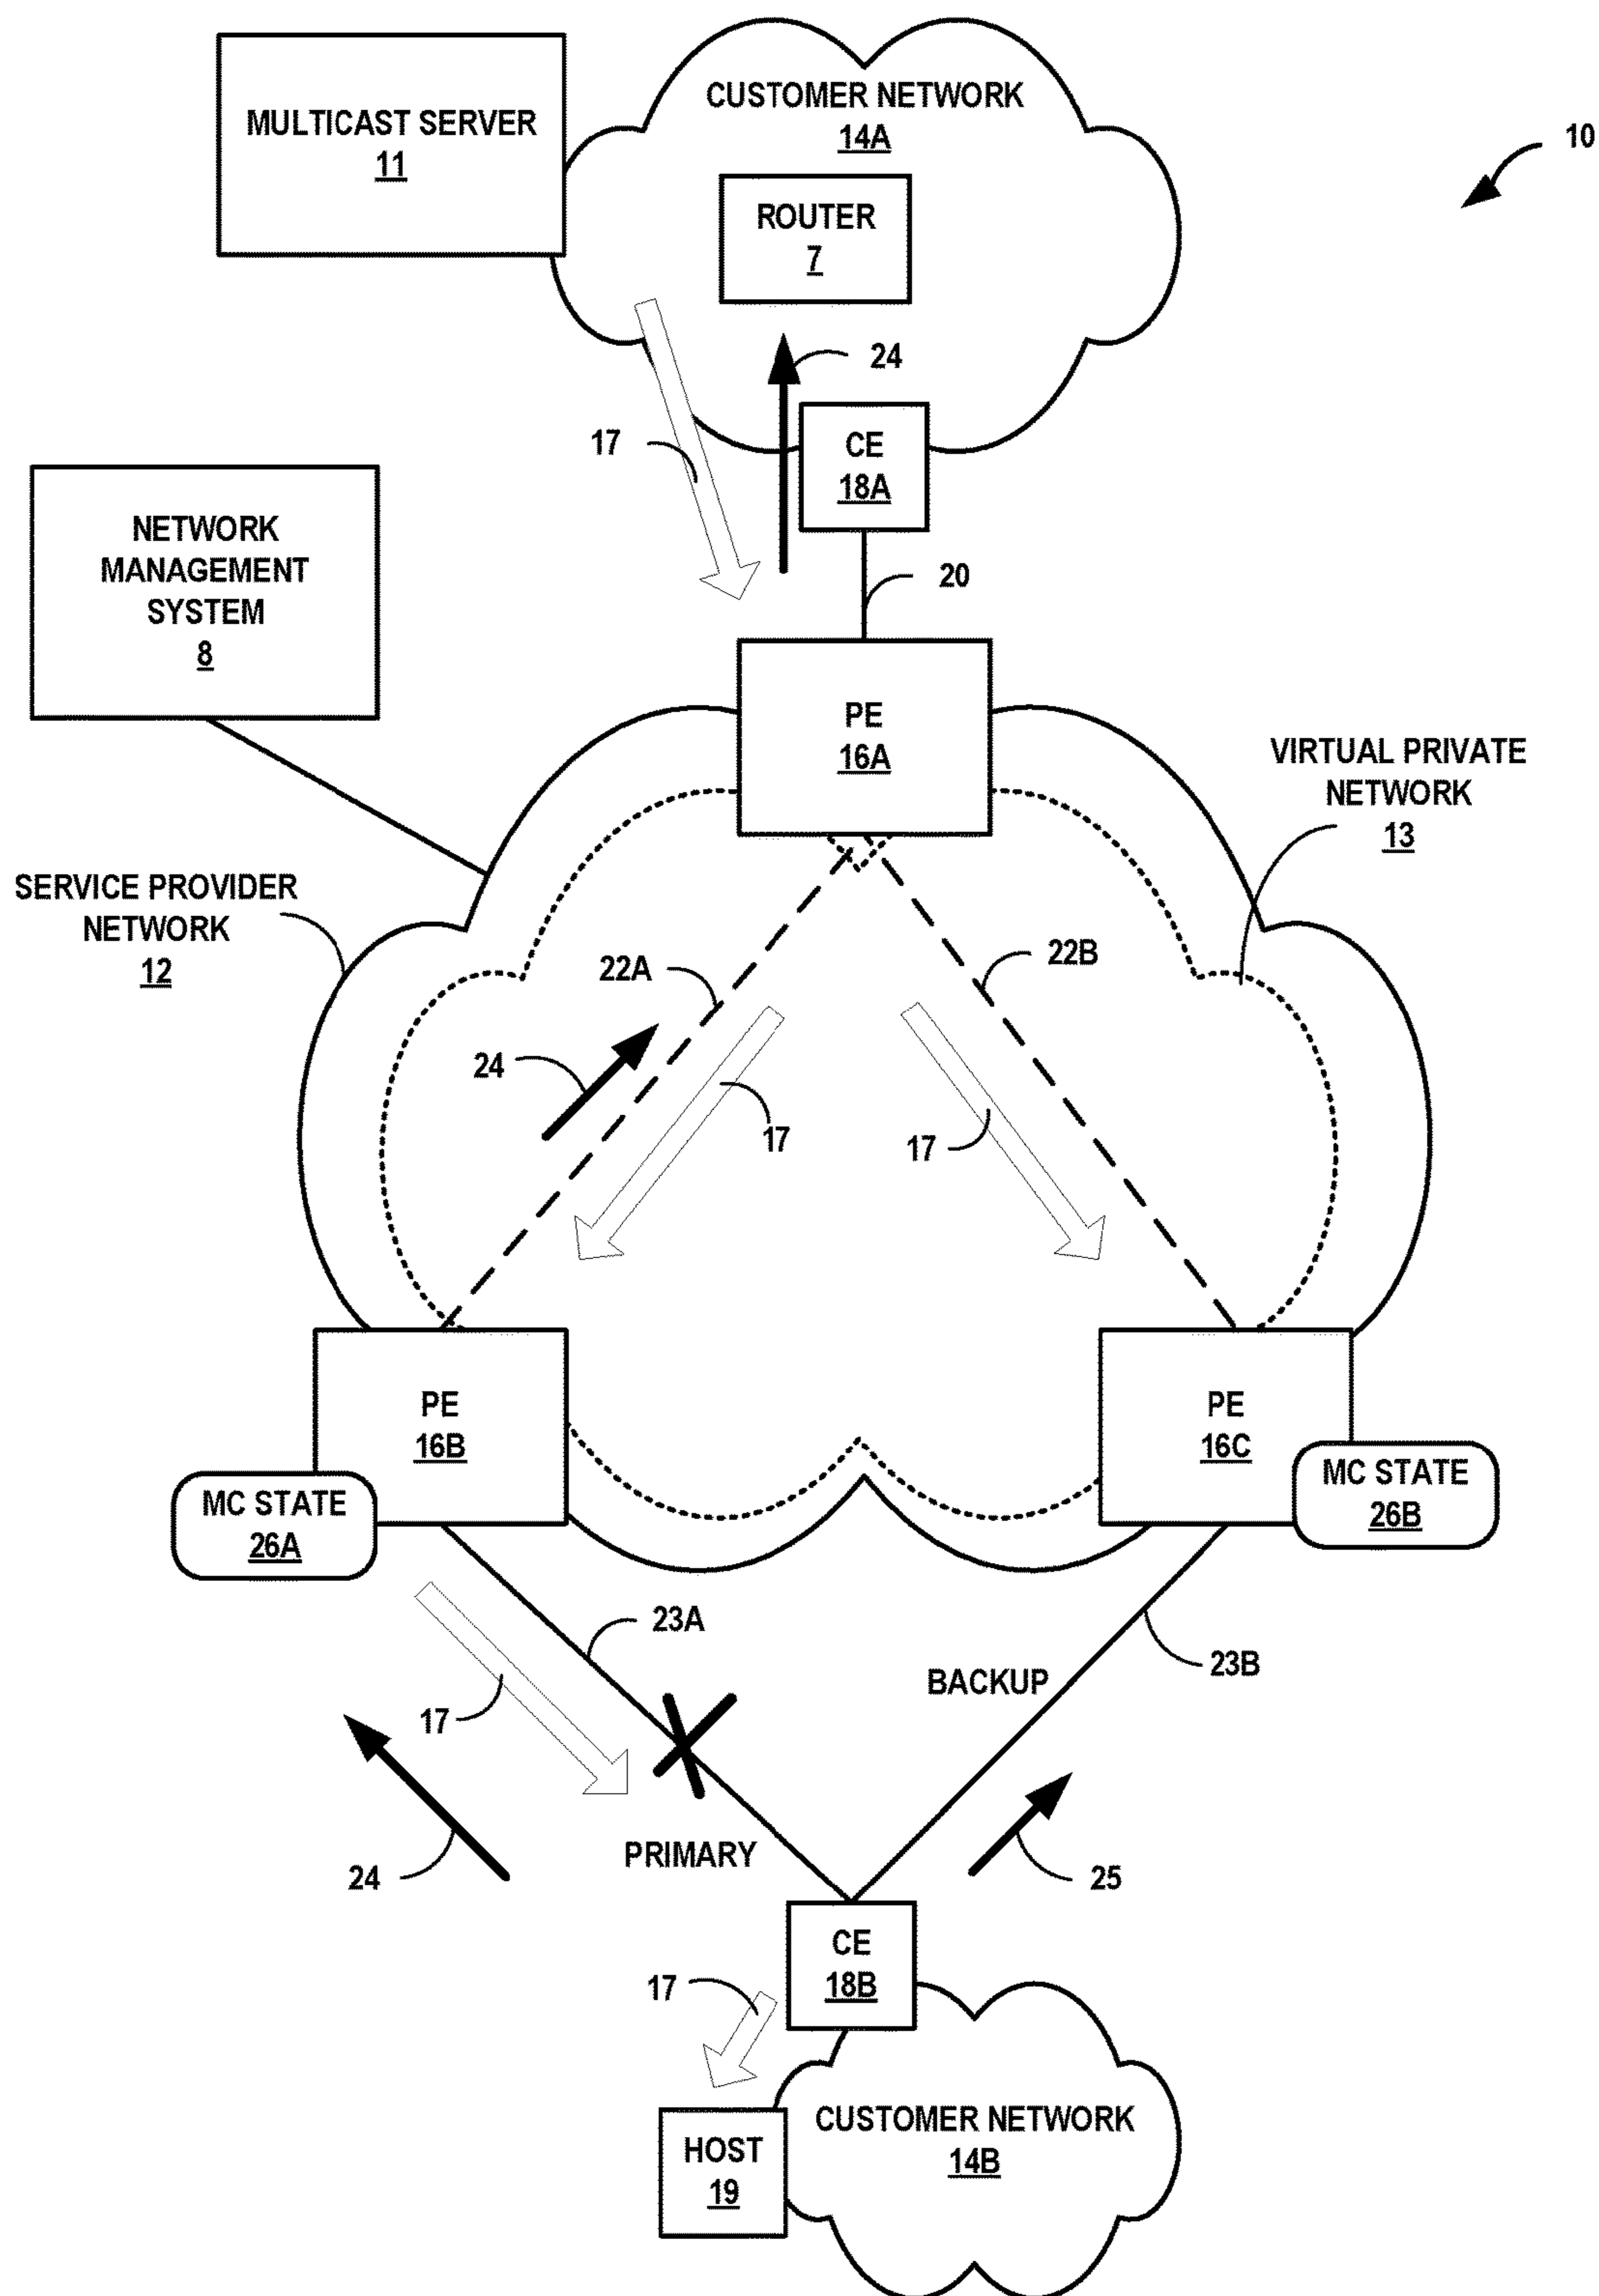 CUSTOMER NETWORK
14A
MULTICAST SERVER
11
10
ROUTER
7
24
17
CE
18A
NETWORK
MANAGEMENT
SYSTEM
8
20
PE
16A
VIRTUAL PRIVATE
NETWORK
13
SERVICE PROVIDER
NETWORK
12
22A
22B
24
17
17
PE
16B
PE
16C
MC STATE
26A
MC STATE
26B
23A
23B
BACKUP
17
PRIMARY
24
25
CE
18B
17
CUSTOMER NETWORK
14B
HOST
19